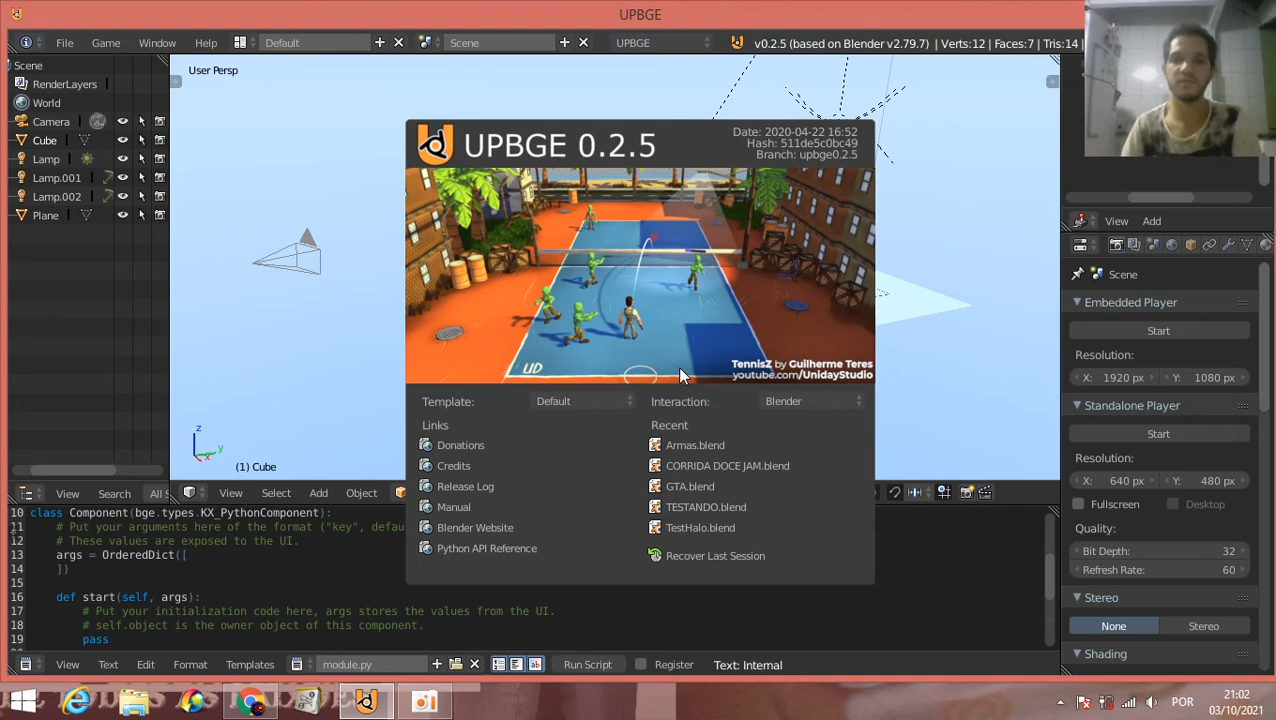 UPBGE
File Game Window Help Default Scene UPBGE v0.2.5 (based on Blender v2.79.7) | Verts:12 | Faces:7 | Tris:14
Scene
RenderLayers
World
Camera
Cube
Lamp
Lamp.001
Lamp.002
Plane
View Search All S
User Persp
z
y
x
(1) Cube
View Select Add Object
UPBGE 0.2.5
Date: 2020-04-22 16:52
Hash: 511de5c0bc49
Branch: upbge0.2.5
UD
TennisZ by Guilherme Teres
youtube.com/UnidayStudio
Template: Default Interaction: Blender
Links
Donations
Credits
Release Log
Manual
Blender Website
Python API Reference
Recent
Armas.blend
CORRIDA DOCE JAM.blend
GTA.blend
TESTANDO.blend
TestHalo.blend
Recover Last Session
10 class Component(bge.types.KX_PythonComponent):
11 # Put your arguments here of the format ("key", defau
12 # These values are exposed to the UI.
13 args = OrderedDict([
14 ])
15
16 def start(self, args):
17 # Put your initialization code here, args stores the values from the UI.
18 # self.object is the owner object of this component.
19 pass
View Text Edit Format Templates module.py Run Script Register Text: Internal
View Add
Scene
Embedded Player
Start
Resolution:
X: 1920 px Y: 1080 px
Standalone Player
Start
Resolution:
X: 640 px Y: 480 px
Fullscreen Desktop
Quality:
Bit Depth: 32
Refresh Rate: 60
Stereo
None Stereo
Shading
POR
21:02
03/10/2021